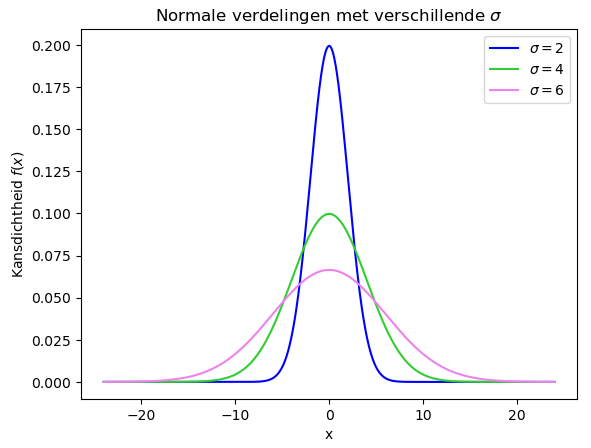 Normale verdelingen met verschillende σ
σ = 2
σ = 4
σ = 6
Kansdichtheid f(x)
0.200
0.175
0.150
0.125
0.100
0.075
0.050
0.025
0.000
−20 −10 0 10 20
x